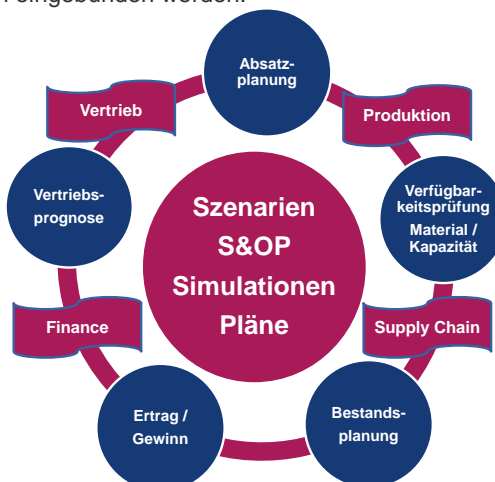 eingebunden werden.
Absatz-
planung
Vertrieb
Produktion
Vertriebs-
prognose
Verfügbar-
keitsprüfung
Material /
Kapazität
Szenarien
S&OP
Simulationen
Pläne
Finance
Supply Chain
Ertrag /
Gewinn
Bestands-
planung